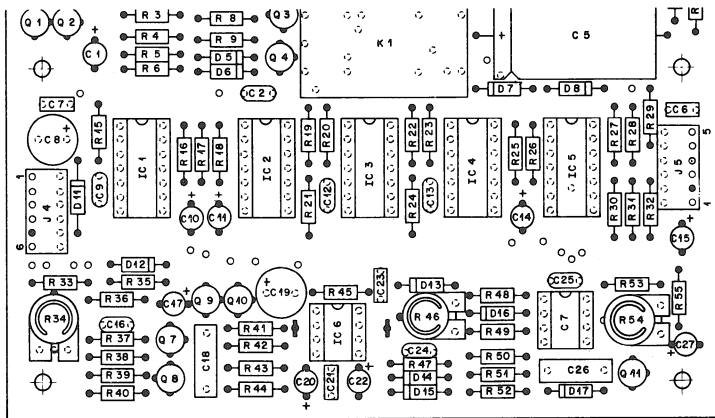 Q1 Q2 R3 R8 Q3
R4 R9 K1 + C5
+ C1 R5 D5 Q4
R6 D6
D7 D8
C7 C2 C6
R15 R19 R20 R22 R23 R27 R28 R29 5
+ C8 IC1 R16 R17 R18 IC2 IC3 IC4 R25 R26 IC5 J5
1 J4 D11 C9 R21 C12 R24 C13 R30 R31 R32 1
6 + C10 + C11 + C14 + C15
D12
R33 R35 R45 C23 D13 C25 R53 R55
R36 + C47 Q9 Q10 + C19 R48
R34 R46 D16 R54
C16 R41 IC6 R49 C7 C27 +
R37 Q7 C18 R42 C24
R38 R47 R50
R39 Q8 R43 C20 + C21 C22 + D14 R51 C26 Q11
R40 R44 D15 R52 D17